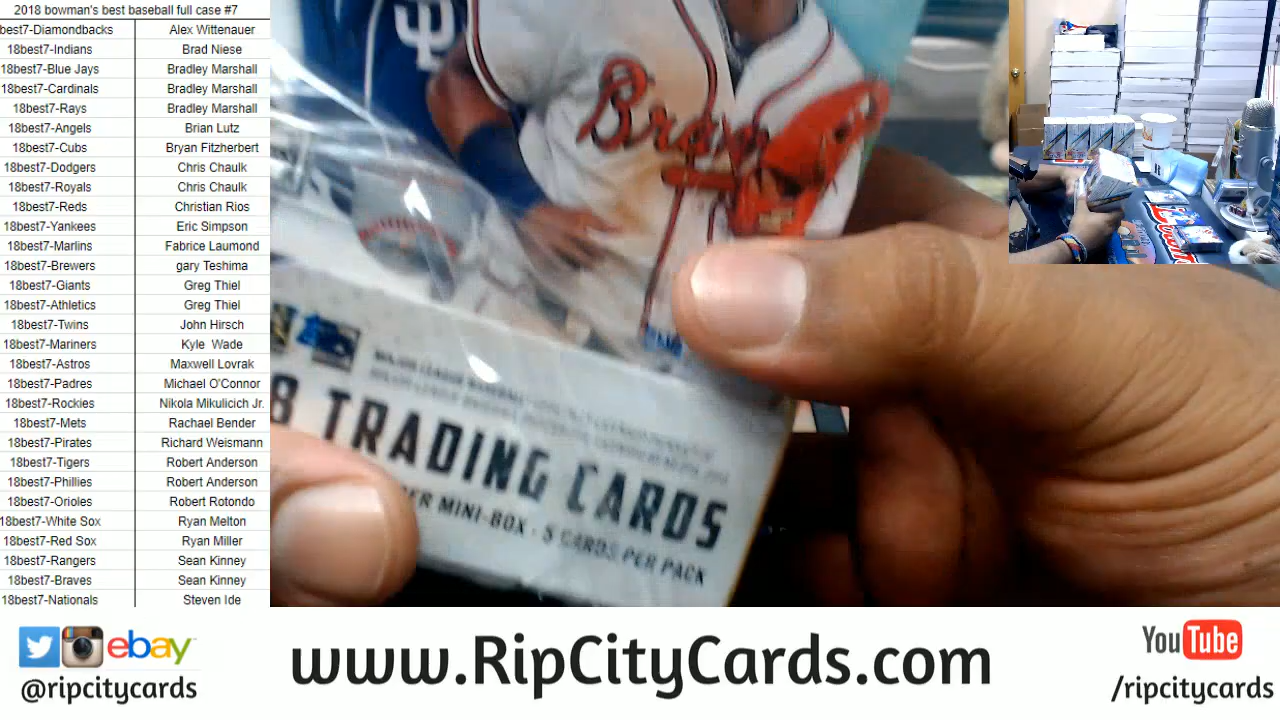 2018 bowman's best baseball full case #7
best7-Diamondbacks Alex Wittenauer
18best7-Indians Brad Niese
18best7-Blue Jays Bradley Marshall
18best7-Cardinals Bradley Marshall
18best7-Rays Bradley Marshall
18best7-Angels Brian Lutz
18best7-Cubs Bryan Fitzherbert
18best7-Dodgers Chris Chaulk
18best7-Royals Chris Chaulk
18best7-Reds Christian Rios
18best7-Yankees Eric Simpson
18best7-Marlins Fabrice Laumond
18best7-Brewers gary Teshima
18best7-Giants Greg Thiel
18best7-Athletics Greg Thiel
18best7-Twins John Hirsch
18best7-Mariners Kyle Wade
18best7-Astros Maxwell Lovrak
18best7-Padres Michael O'Connor
18best7-Rockies Nikola Mikulicich Jr.
18best7-Mets Rachael Bender
18best7-Pirates Richard Weismann
18best7-Tigers Robert Anderson
18best7-Phillies Robert Anderson
18best7-Orioles Robert Rotondo
18best7-White Sox Ryan Melton
18best7-Red Sox Ryan Miller
18best7-Rangers Sean Kinney
18best7-Braves Sean Kinney
18best7-Nationals Steven Ide
8 TRADING CARDS
PER MINI-BOX · 5 CARDS PER PACK
ebay
@ripcitycards
www.RipCityCards.com
YouTube
/ripcitycards